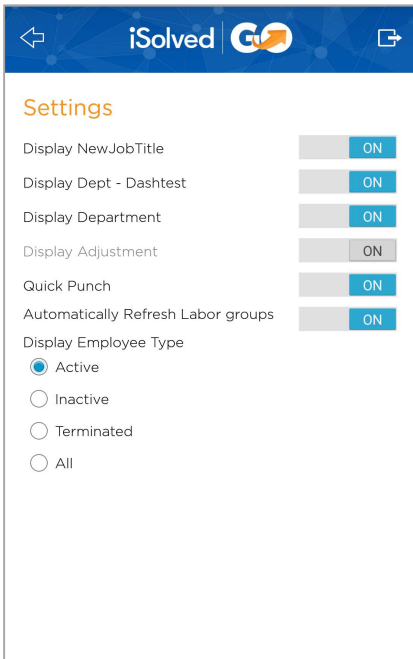 iSolved GO
Settings
Display NewJobTitle ON
Display Dept - Dashtest ON
Display Department ON
Display Adjustment ON
Quick Punch ON
Automatically Refresh Labor groups ON
Display Employee Type
Active
Inactive
Terminated
All